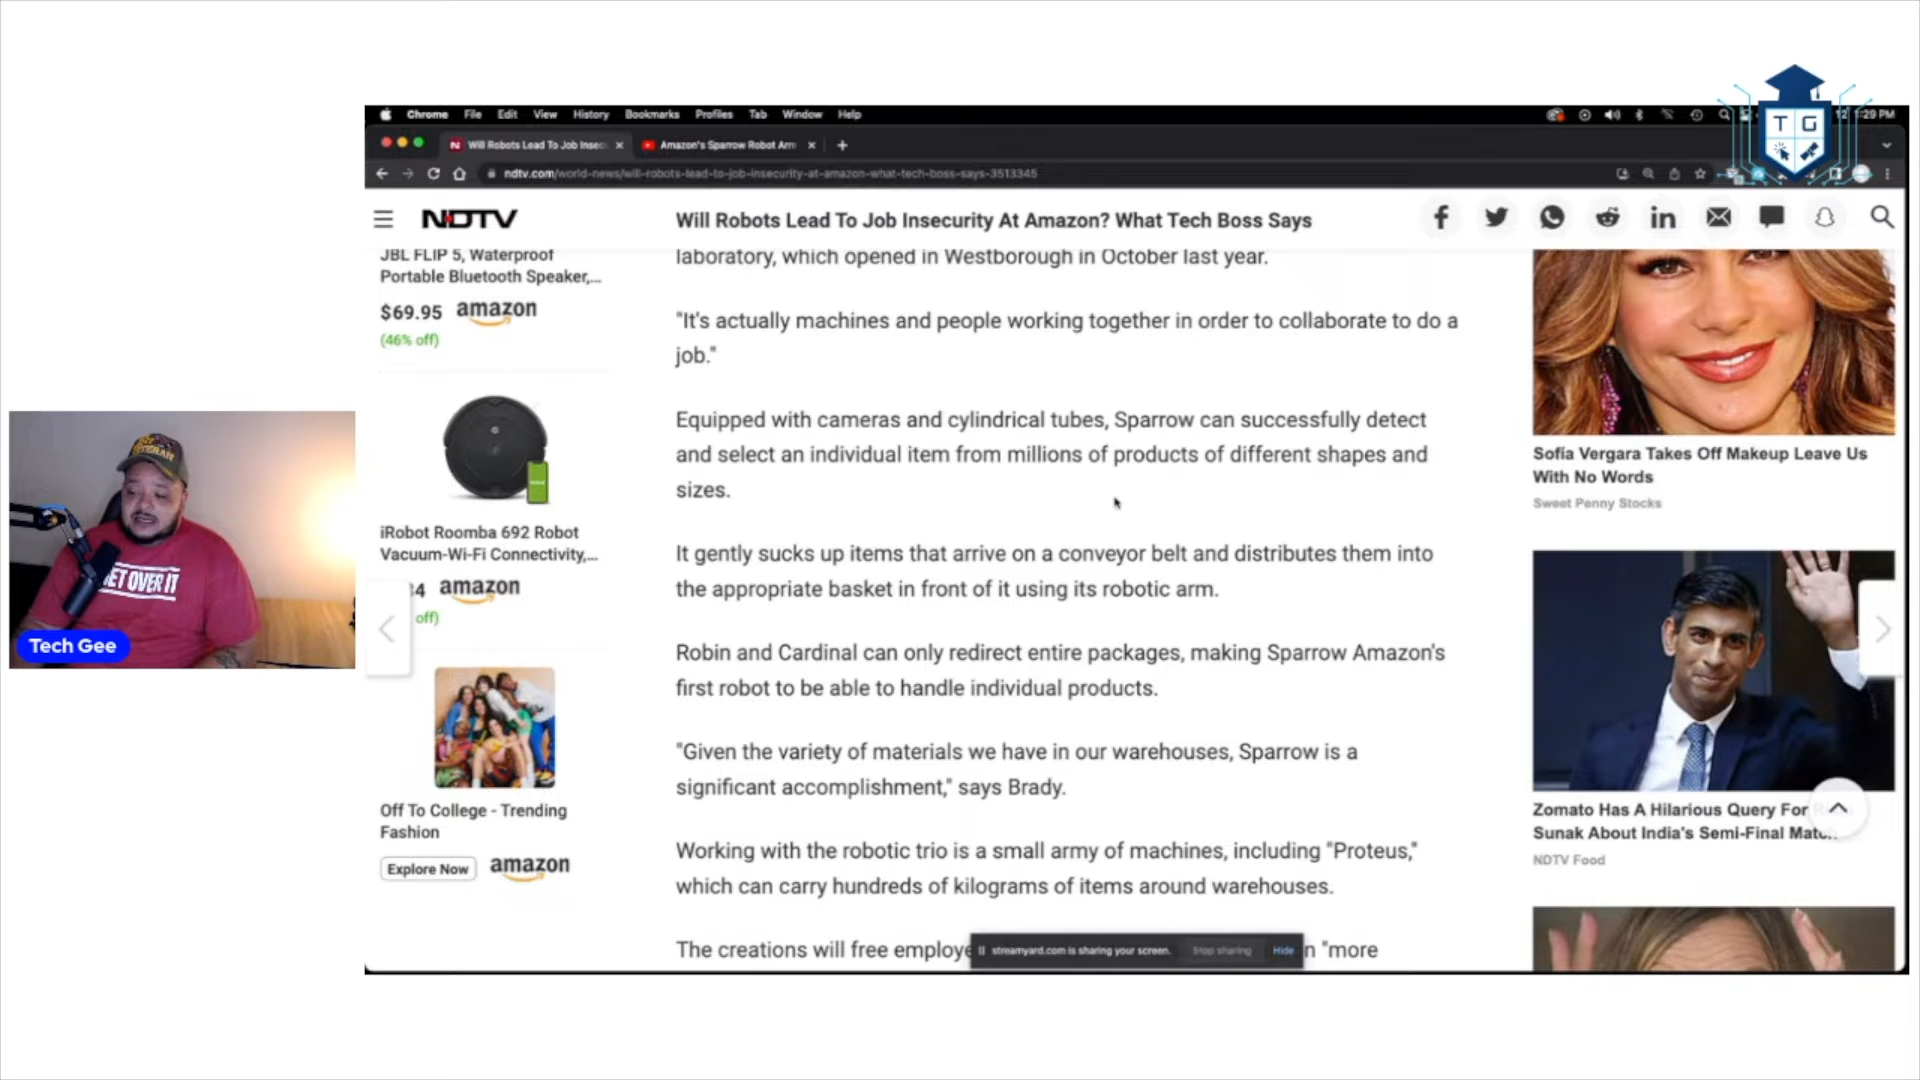 Chrome File Edit View History Bookmarks Profiles Tab Window Help
12 1:29 PM
T G
Will Robots Lead To Job Insec
Amazon's Sparrow Robot Arm
ndtv.com/world-news/will-robots-lead-to-job-insecurity-at-amazon-what-tech-boss-says-3513345
NDTV
Will Robots Lead To Job Insecurity At Amazon? What Tech Boss Says
JBL FLIP 5, Waterproof
Portable Bluetooth Speaker,...
$69.95 amazon
(46% off)
iRobot Roomba 692 Robot
Vacuum-Wi-Fi Connectivity,...
4 amazon
off)
Off To College - Trending
Fashion
Explore Now amazon
laboratory, which opened in Westborough in October last year.
"It's actually machines and people working together in order to collaborate to do a
job."
Equipped with cameras and cylindrical tubes, Sparrow can successfully detect
and select an individual item from millions of products of different shapes and
sizes.
It gently sucks up items that arrive on a conveyor belt and distributes them into
the appropriate basket in front of it using its robotic arm.
Robin and Cardinal can only redirect entire packages, making Sparrow Amazon's
first robot to be able to handle individual products.
"Given the variety of materials we have in our warehouses, Sparrow is a
significant accomplishment," says Brady.
Working with the robotic trio is a small army of machines, including "Proteus,"
which can carry hundreds of kilograms of items around warehouses.
The creations will free employe n "more
streamyard.com is sharing your screen. Stop sharing Hide
Sofia Vergara Takes Off Makeup Leave Us
With No Words
Sweet Penny Stocks
Zomato Has A Hilarious Query For
Sunak About India's Semi-Final Matc...
NDTV Food
ET OVER IT
Tech Gee